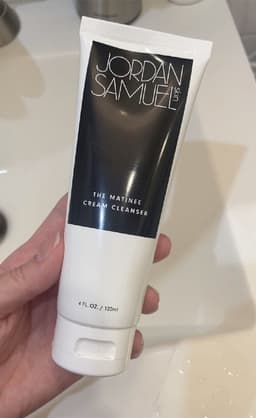 JORDAN
SAMUEL
SKIN
THE MATINEE
CREAM CLEANSER
4 FL.OZ. / 120ml